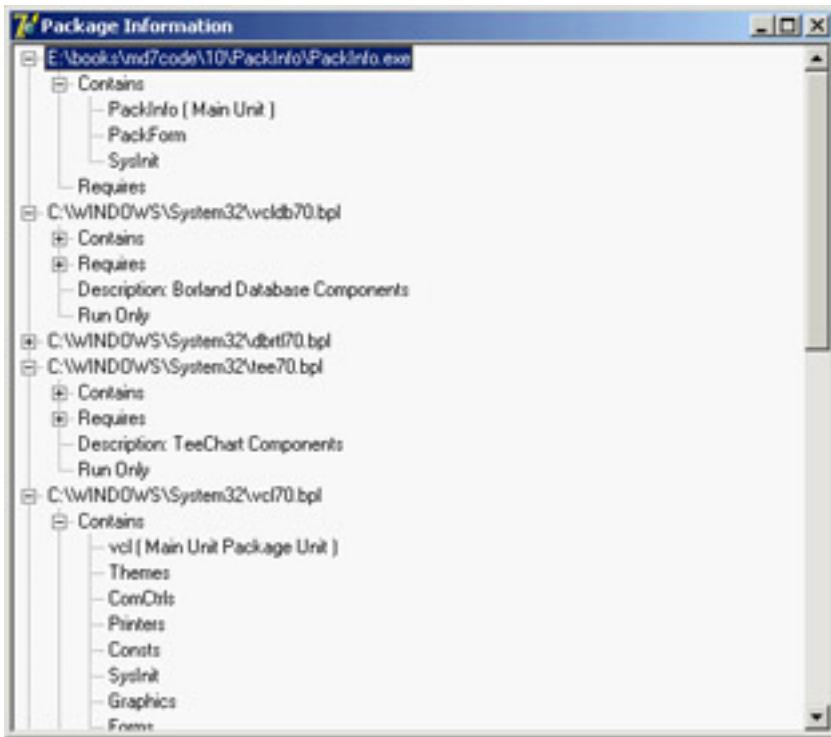 Package Information
E:\books\md7code\10\PackInfo\PackInfo.exe
Contains
PackInfo ( Main Unit )
PackForm
SysInit
Requires
C:\WINDOWS\System32\vcldb70.bpl
Contains
Requires
Description: Borland Database Components
Run Only
C:\WINDOWS\System32\dbrtl70.bpl
C:\WINDOWS\System32\tee70.bpl
Contains
Requires
Description: TeeChart Components
Run Only
C:\WINDOWS\System32\vcl70.bpl
Contains
vcl ( Main Unit Package Unit )
Themes
ComCtrls
Printers
Consts
SysInit
Graphics
Forms